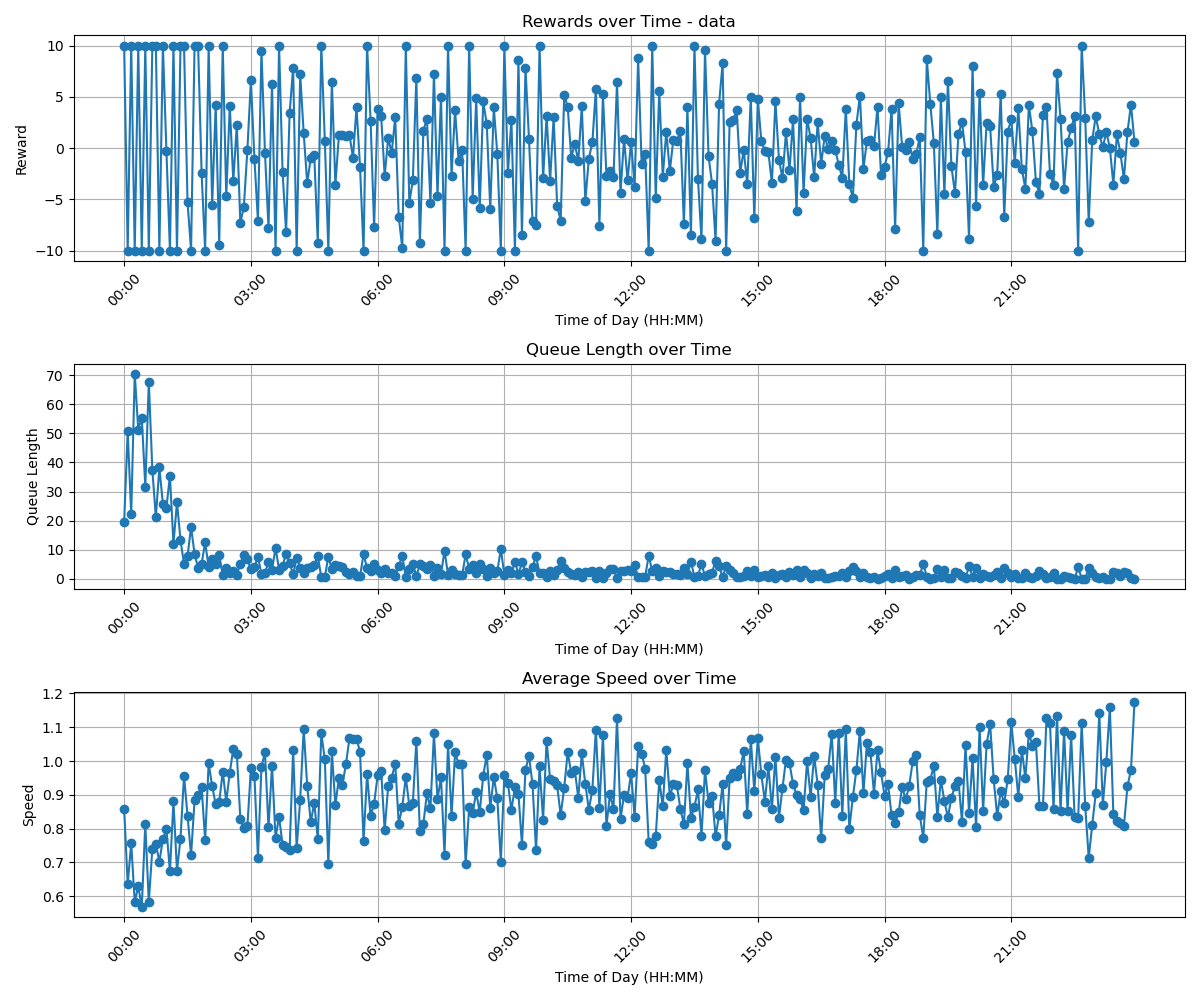 Rewards over Time - data
10
5
0
−5
−10
Reward
00:00 03:00 06:00 09:00 12:00 15:00 18:00 21:00
Time of Day (HH:MM)
Queue Length over Time
70
60
50
40
30
20
10
0
Queue Length
00:00 03:00 06:00 09:00 12:00 15:00 18:00 21:00
Time of Day (HH:MM)
Average Speed over Time
1.2
1.1
1.0
0.9
0.8
0.7
0.6
Speed
00:00 03:00 06:00 09:00 12:00 15:00 18:00 21:00
Time of Day (HH:MM)